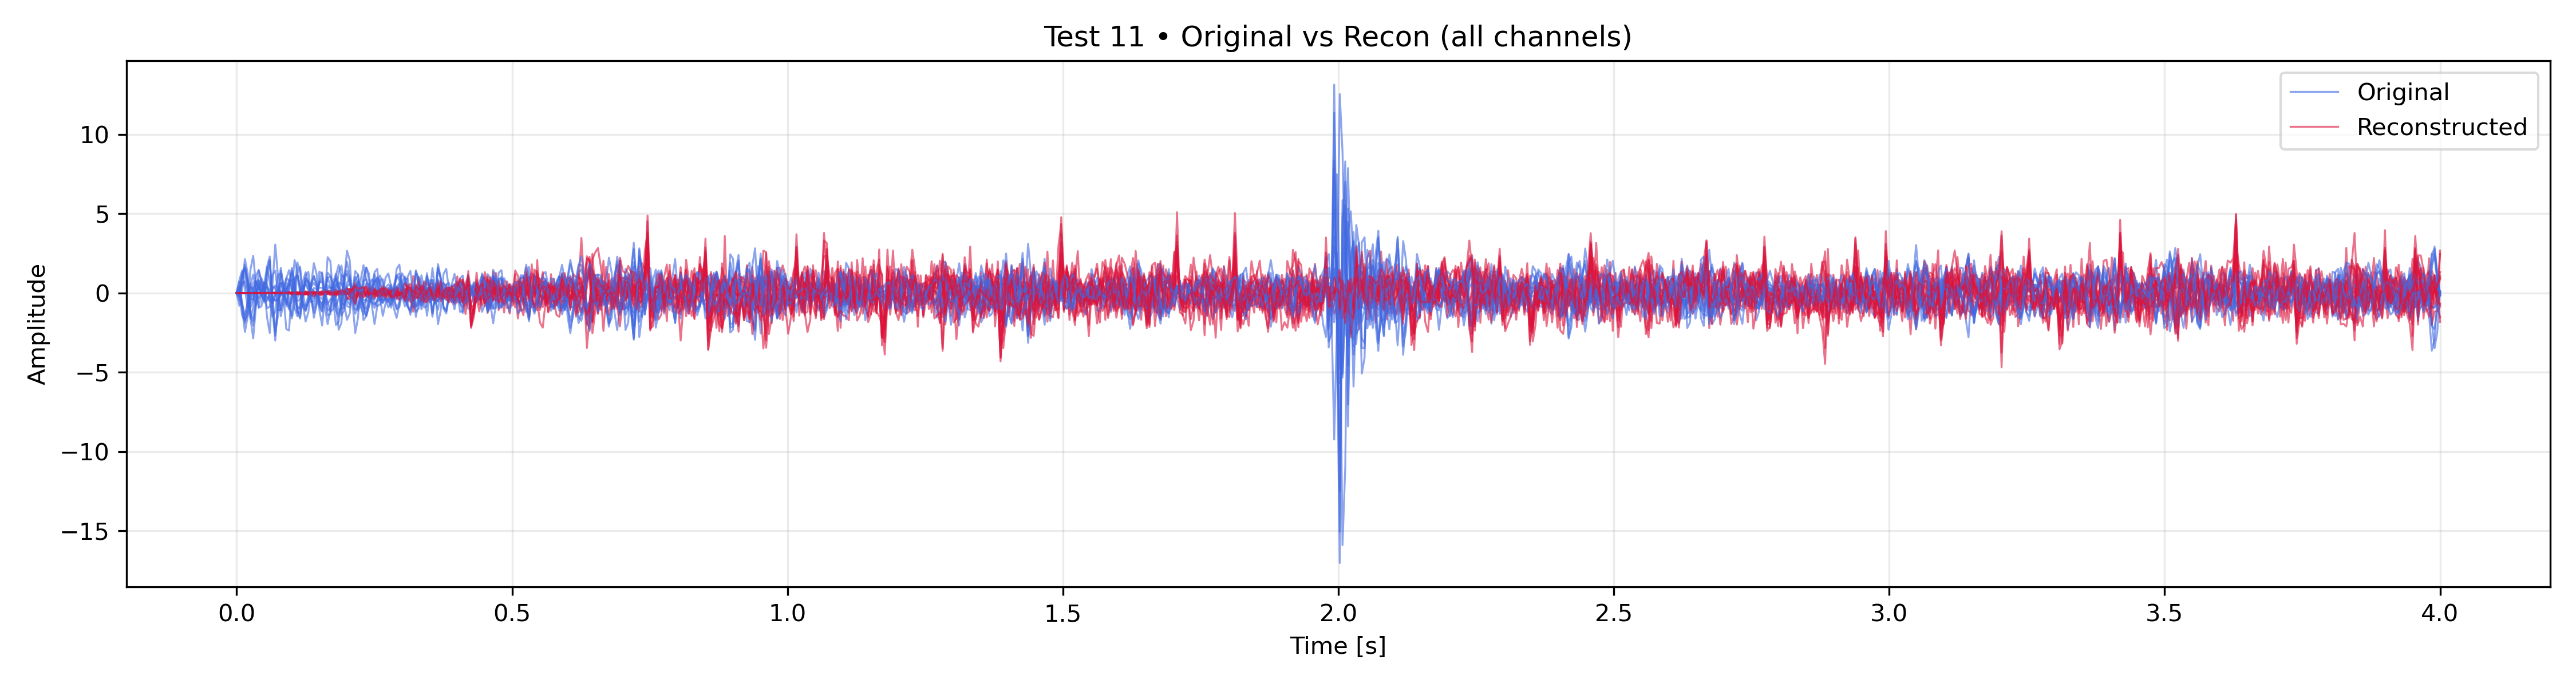 Test 11 • Original vs Recon (all channels)
Original
Reconstructed
Amplitude
10
5
0
−5
−10
−15
0.0 0.5 1.0 1.5 2.0 2.5 3.0 3.5 4.0
Time [s]